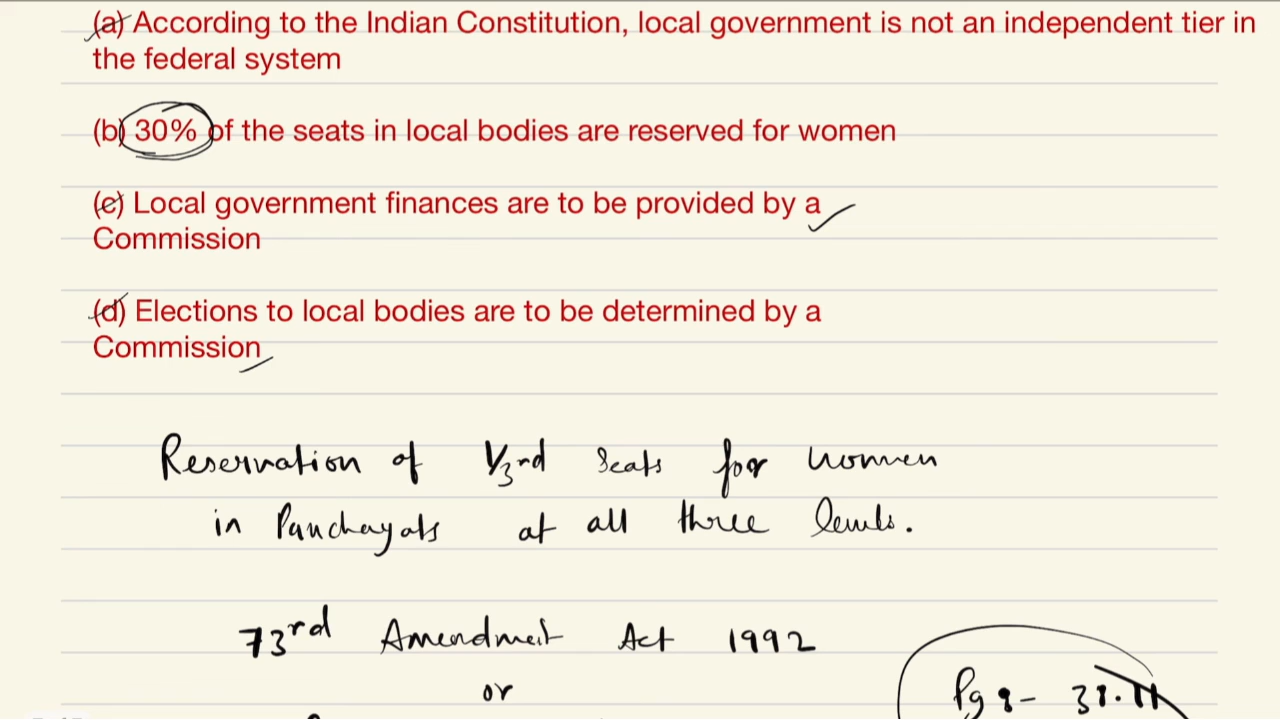 (a) According to the Indian Constitution, local government is not an independent tier in
the federal system
(b) 30% of the seats in local bodies are reserved for women
(c) Local government finances are to be provided by a
Commission
(d) Elections to local bodies are to be determined by a
Commission
Reservation of 1/3rd seats for women
in Panchayats at all three levels.
73rd Amendment Act 1992
or
Pg